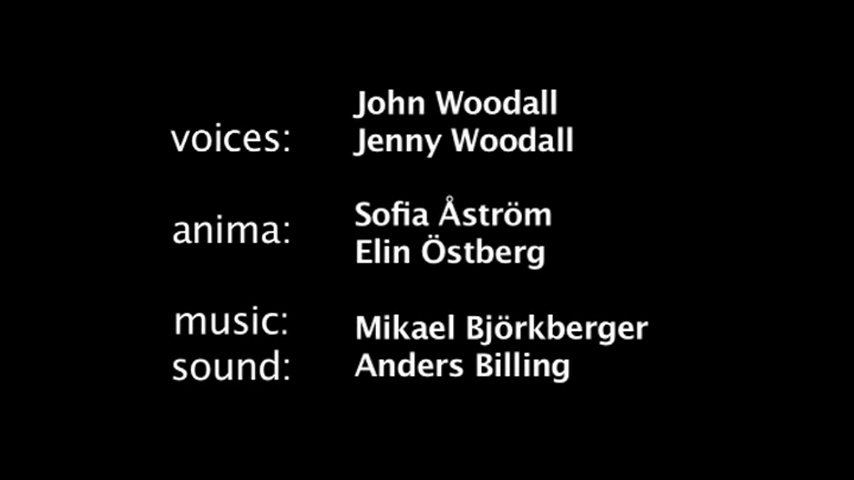 John Woodall
voices: Jenny Woodall
Sofia Åström
anima:
Elin Östberg
music: Mikael Björkberger
sound: Anders Billing